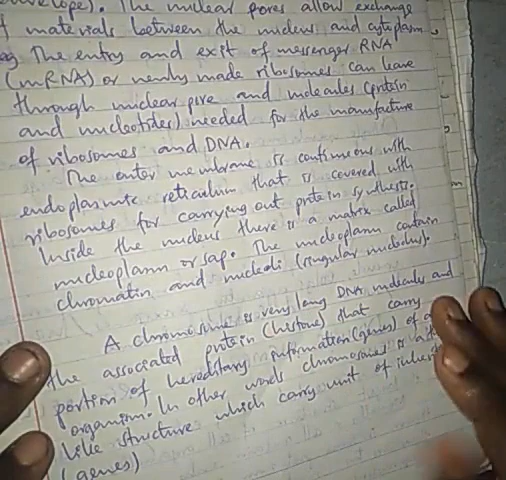 envelope). The nuclear pores allow exchange
of materials between the nucleus and cytoplasm,
eg The entry and exit of messenger RNA
(mRNA) or newly made ribosomes can leave
through nuclear pore and molecules (protein
and nucleotides) needed for the manufacture
of ribosomes and DNA.
The outer membrane is continuous with
endoplasmic reticulum that is covered with
ribosomes for carrying out protein synthesis.
Inside the nucleus there is a matrix called
nucleoplasm or sap. The nucleoplasm contain
chromatin and nucleoli (singular nucleolus).
A chromosome is very long DNA molecule and
the associated protein (histone) that carry
portion of hereditary information (genes) of
organism. In other words chromosomes is a
like structure which carry unit of
(genes)